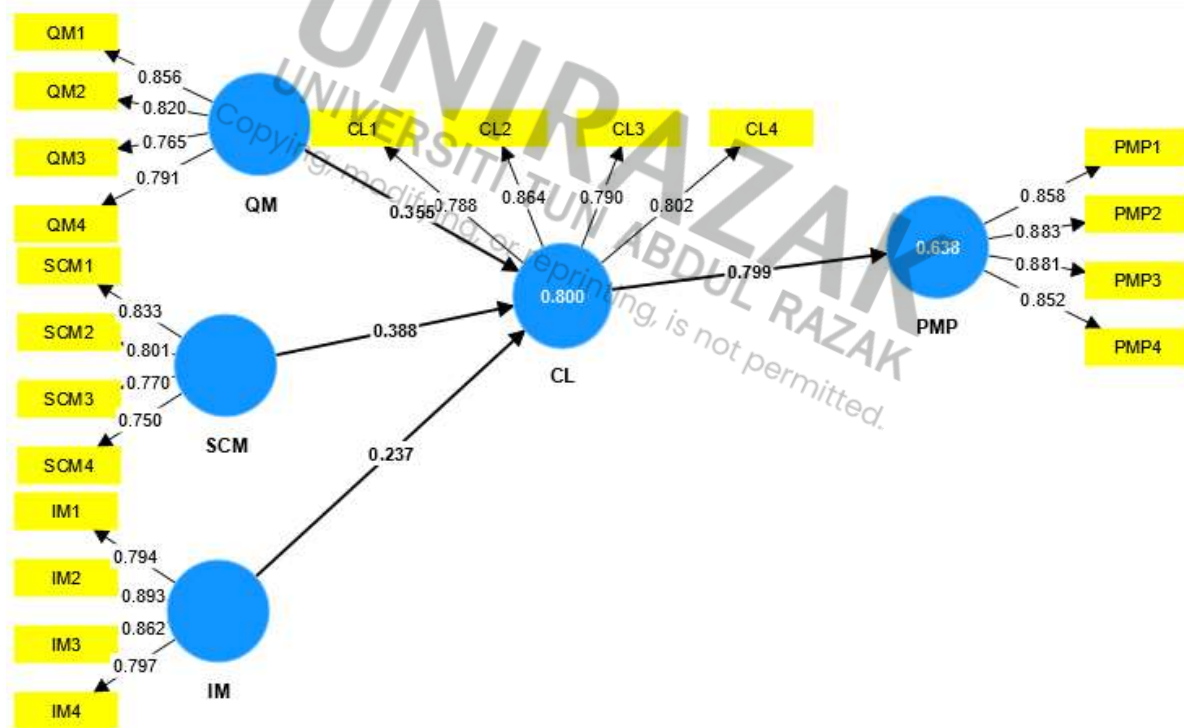 QM1
0.856
QM2
0.820
QM3
0.765
0.791
QM4
QM
CL1
CL2
CL3
CL4
0.788
0.864
0.790
0.802
0.355
SCM1
0.833
SCM2
0.801
0.770
SCM3
0.750
SCM4
SCM
0.388
0.800
CL
0.799
0.638
PMP
PMP1
0.858
PMP2
0.883
0.881
PMP3
0.852
PMP4
0.237
IM1
0.794
IM2
0.893
0.862
IM3
0.797
IM4
IM
UNIRAZAK
UNIVERSITI TUN ABDUL RAZAK
Copying, modifying, or reprinting, is not permitted.